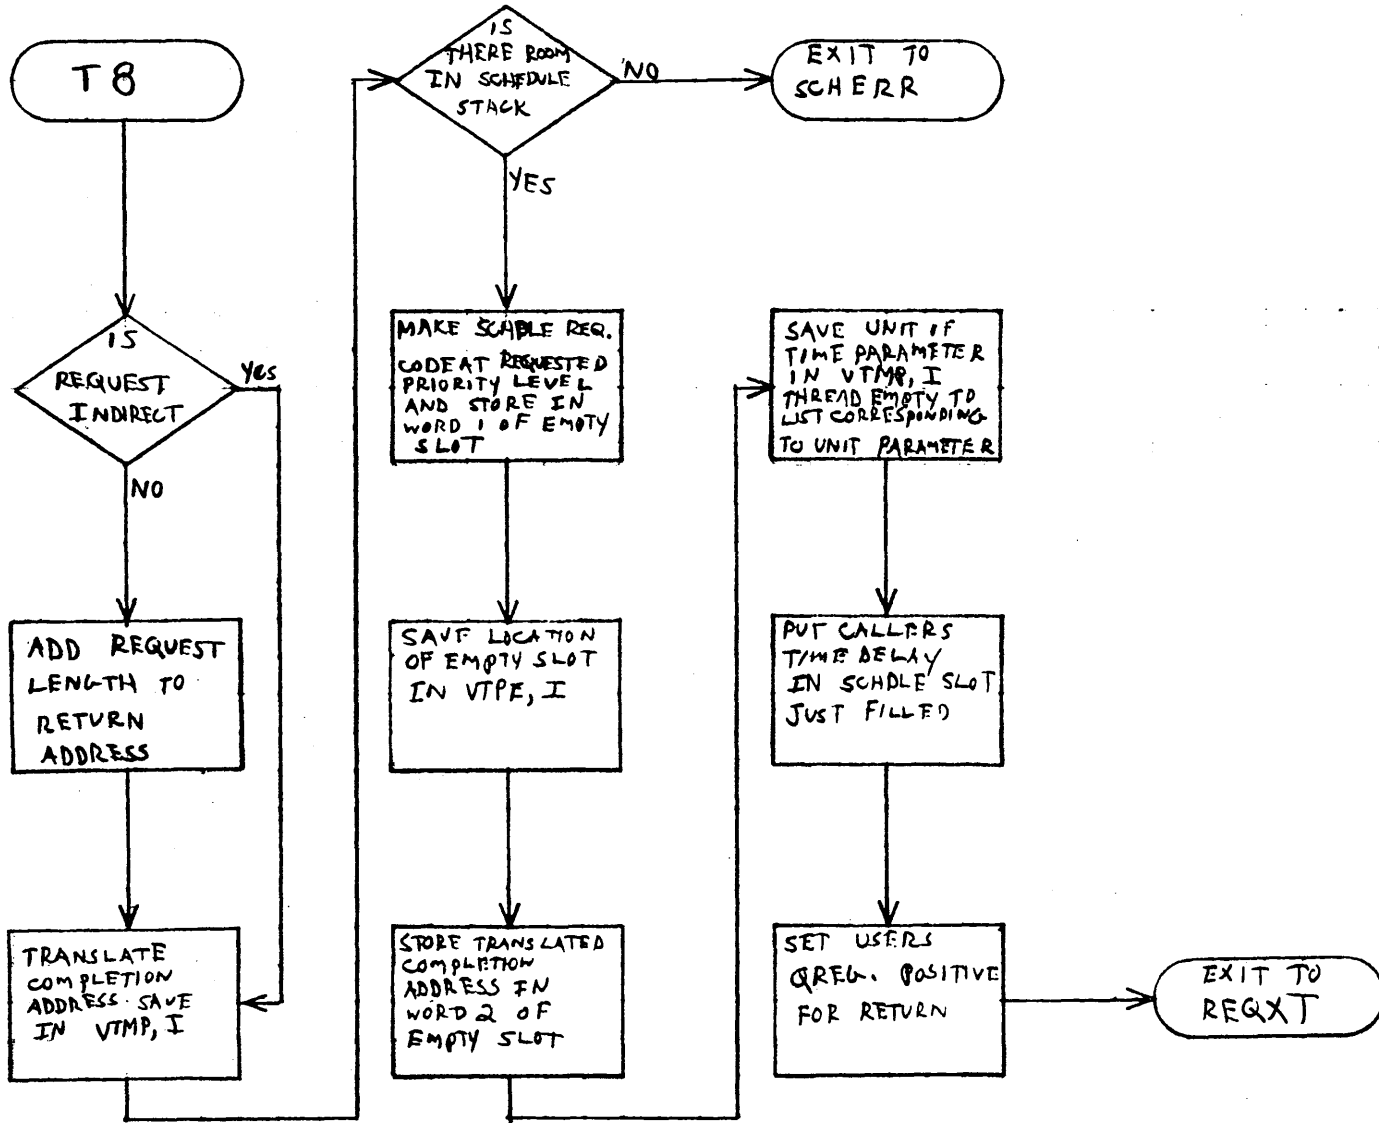 T8
IS
REQUEST
INDIRECT
YES
NO
ADD REQUEST
LENGTH TO
RETURN
ADDRESS
TRANSLATE
COMPLETION
ADDRESS. SAVE
IN VTMP, I
IS
THERE ROOM
IN SCHEDULE
STACK
NO
YES
EXIT TO
SCHERR
MAKE SCHDLE REQ.
CODE AT REQUESTED
PRIORITY LEVEL
AND STORE IN
WORD 1 OF EMPTY
SLOT
SAVE LOCATION
OF EMPTY SLOT
IN VTPE, I
STORE TRANSLATED
COMPLETION
ADDRESS IN
WORD 2 OF
EMPTY SLOT
SAVE UNIT IF
TIME PARAMETER
IN VTMP, I
THREAD EMPTY TO
LIST CORRESPONDING
TO UNIT PARAMETER
PUT CALLERS
TIME DELAY
IN SCHDLE SLOT
JUST FILLED
SET USERS
QREG. POSITIVE
FOR RETURN
EXIT TO
REQXT